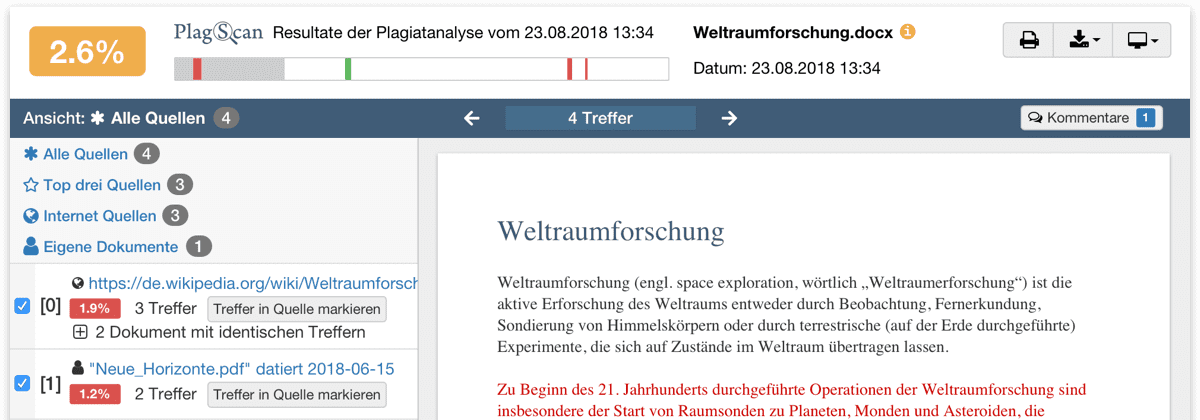 2.6%
PlagScan Resultate der Plagiatanalyse vom 23.08.2018 13:34
Weltraumforschung.docx
Datum: 23.08.2018 13:34
Ansicht: Alle Quellen 4
4 Treffer
Kommentare 1
Alle Quellen 4
Top drei Quellen 3
Internet Quellen 3
Eigene Dokumente 1
[0] https://de.wikipedia.org/wiki/Weltraumforsch
1.9% 3 Treffer Treffer in Quelle markieren
2 Dokument mit identischen Treffern
[1] "Neue_Horizonte.pdf" datiert 2018-06-15
1.2% 2 Treffer Treffer in Quelle markieren
Weltraumforschung
Weltraumforschung (engl. space exploration, wörtlich „Weltraumerforschung“) ist die
aktive Erforschung des Weltraums entweder durch Beobachtung, Fernerkundung,
Sondierung von Himmelskörpern oder durch terrestrische (auf der Erde durchgeführte)
Experimente, die sich auf Zustände im Weltraum übertragen lassen.
Zu Beginn des 21. Jahrhunderts durchgeführte Operationen der Weltraumforschung sind
insbesondere der Start von Raumsonden zu Planeten, Monden und Asteroiden, die